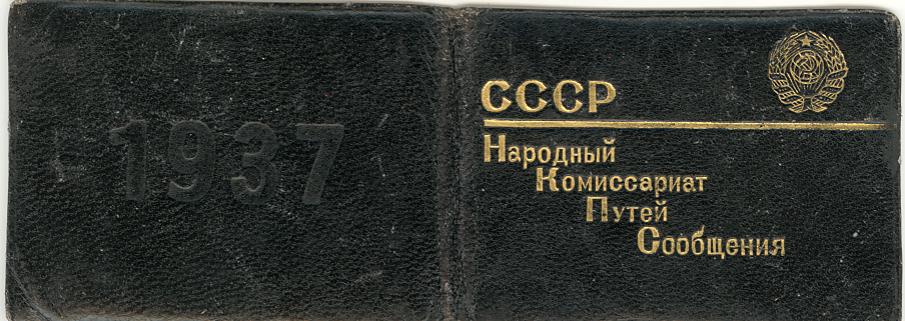 1937
СССР
Народный
Комиссариат
Путей
Сообщения